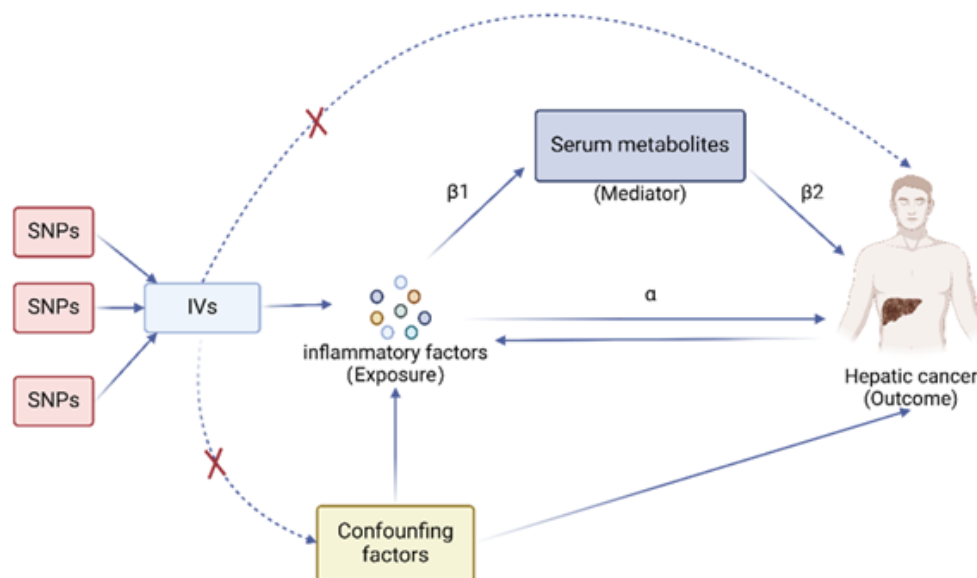 Serum metabolites
(Mediator)
β1
β2
SNPs
SNPs
SNPs
IVs
α
inflammatory factors
(Exposure)
Hepatic cancer
(Outcome)
Confounfing
factors